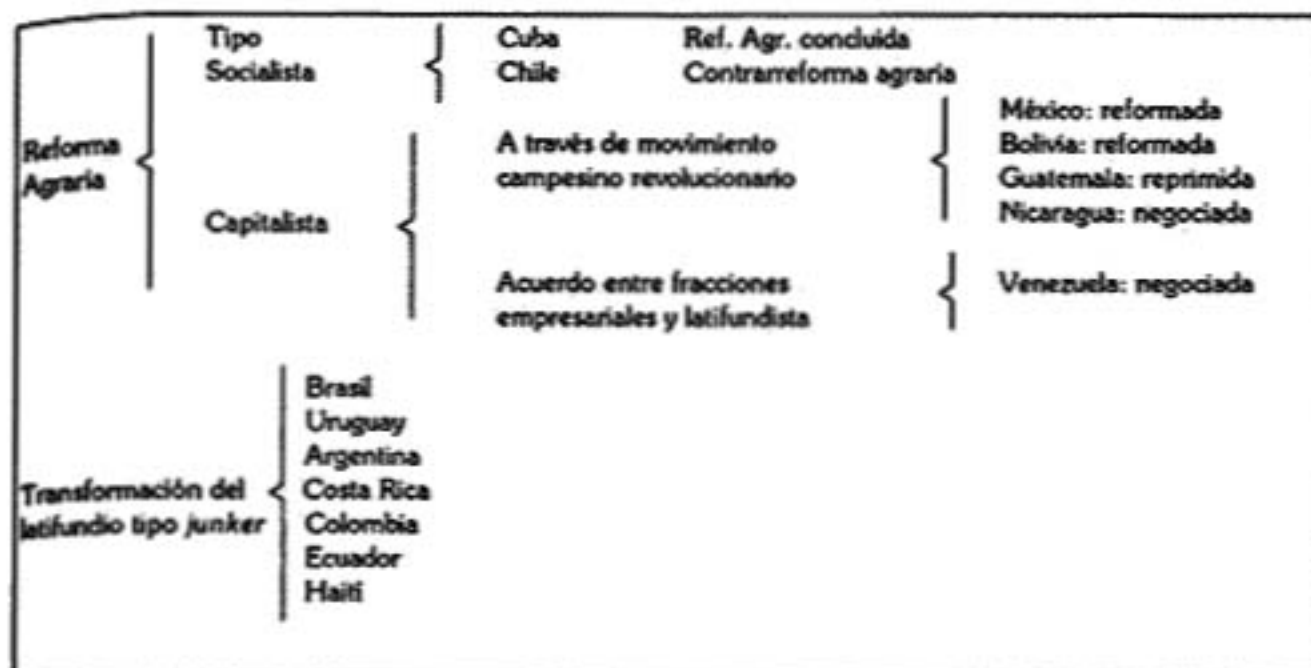 Tipo
Socialista
Cuba Ref. Agr. concluida
Chile Contrarreforma agraria
Reforma
Agraria
Capitalista
A través de movimiento
campesino revolucionario
México: reformada
Bolivia: reformada
Guatemala: reprimida
Nicaragua: negociada
Acuerdo entre fracciones
empresariales y latifundista
Venezuela: negociada
Transformación del
latifundio tipo junker
Brasil
Uruguay
Argentina
Costa Rica
Colombia
Ecuador
Haití